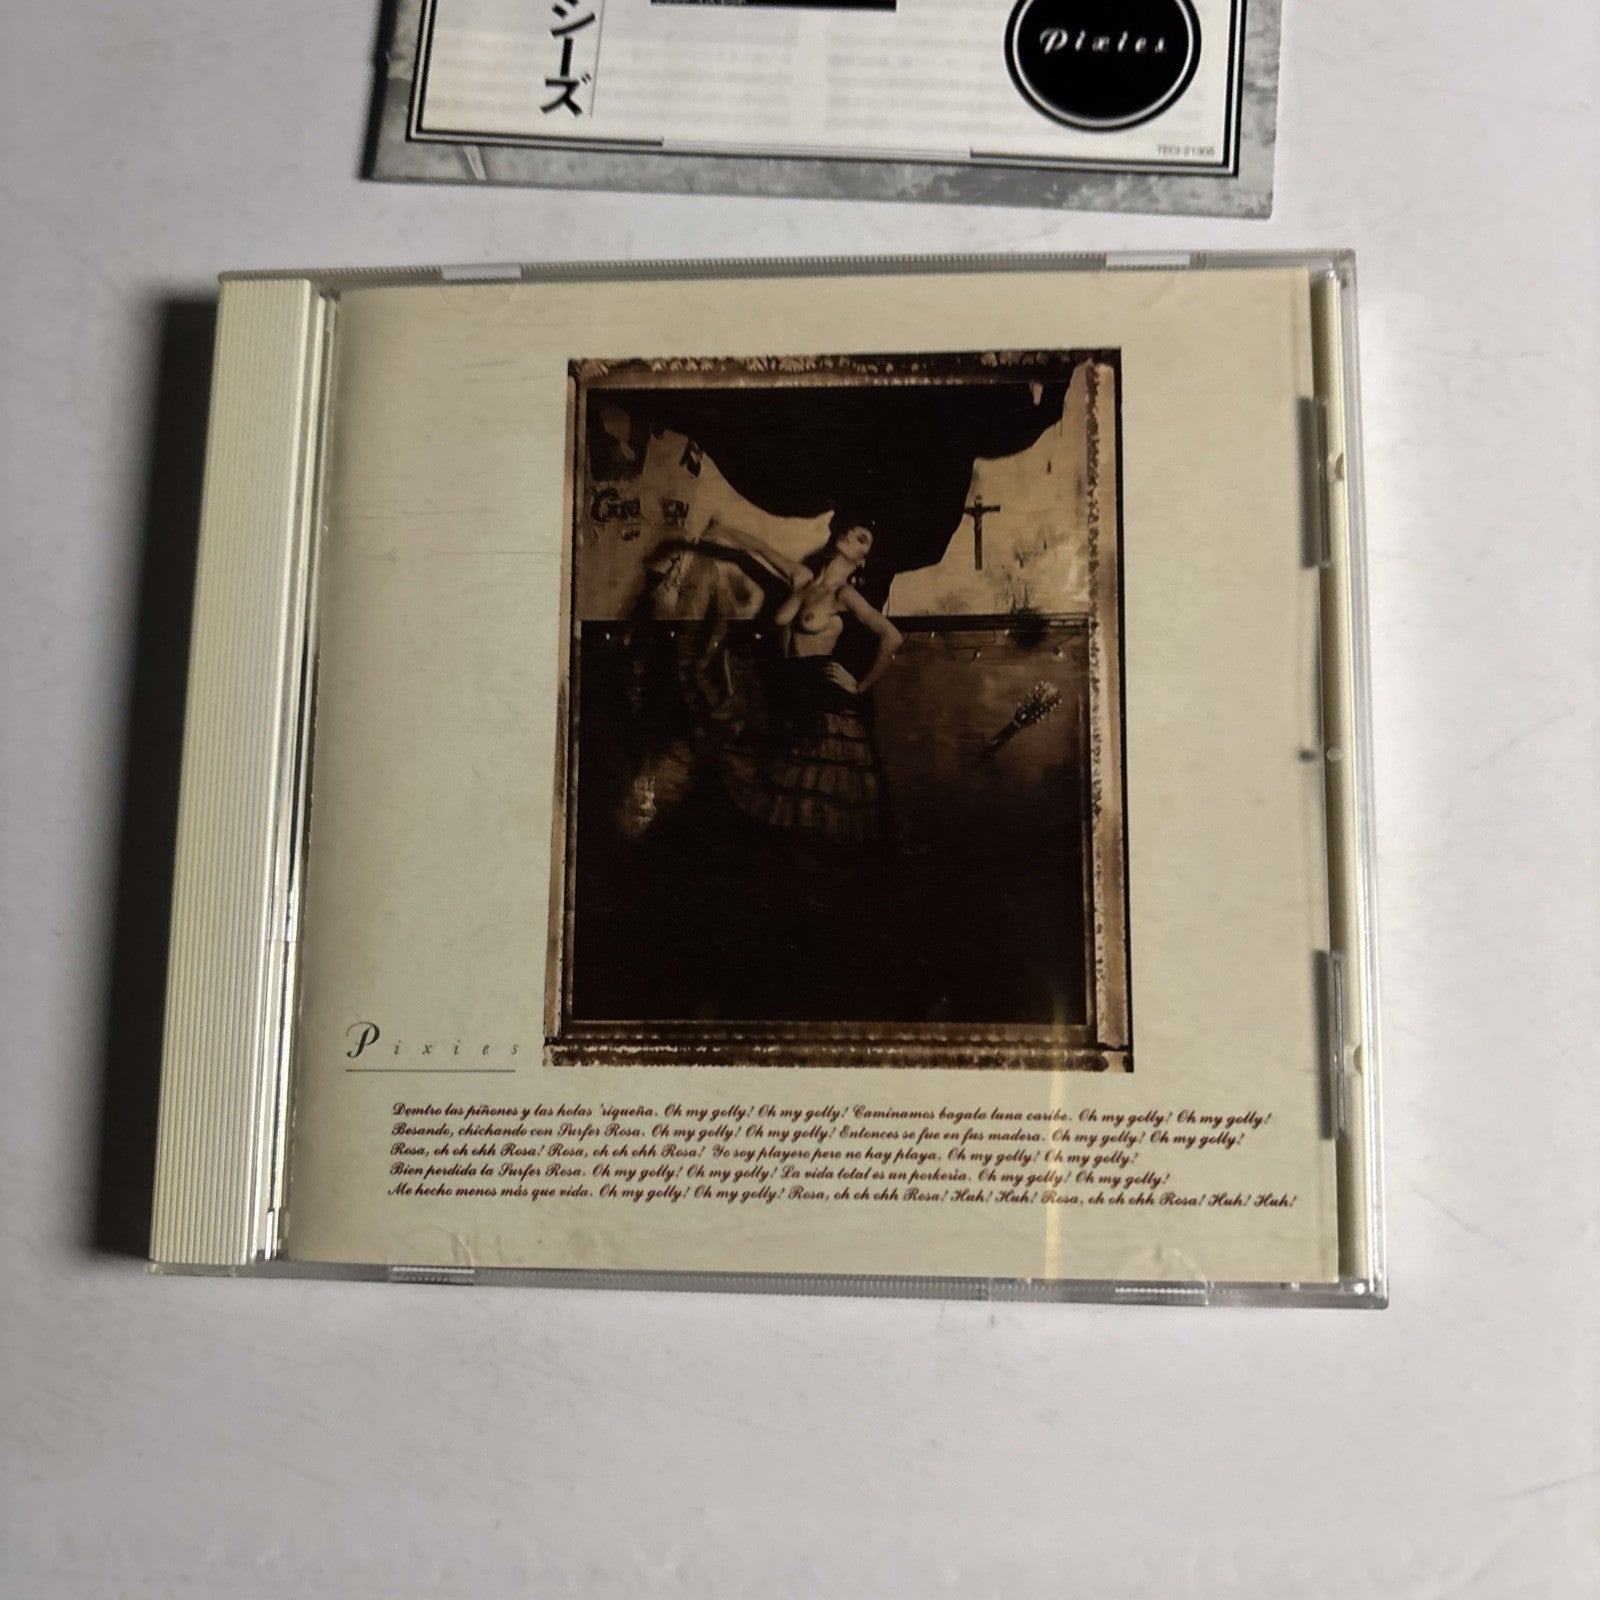 シーズ
Pixies
TECI-21305
Pixies
Demtro las piñones y las holas 'riqueña. Oh my golly! Oh my golly! Caminamos bagala luna caribe. Oh my golly! Oh my golly!
Besando, chichando con Surfer Rosa. Oh my golly! Oh my golly! Entonces se fue en fus madera. Oh my golly! Oh my golly!
Rosa, oh oh ohh Rosa! Rosa, oh oh ohh Rosa! Yo soy playero pero no hay playa. Oh my golly! Oh my golly!
Bien perdida la Surfer Rosa. Oh my golly! Oh my golly! La vida total es un porkeria. Oh my golly! Oh my golly!
Me hecho menos màs que vida. Oh my golly! Oh my golly! Rosa, oh oh ohh Rosa! Huh! Huh! Rosa, oh oh ohh Rosa! Huh! Huh!